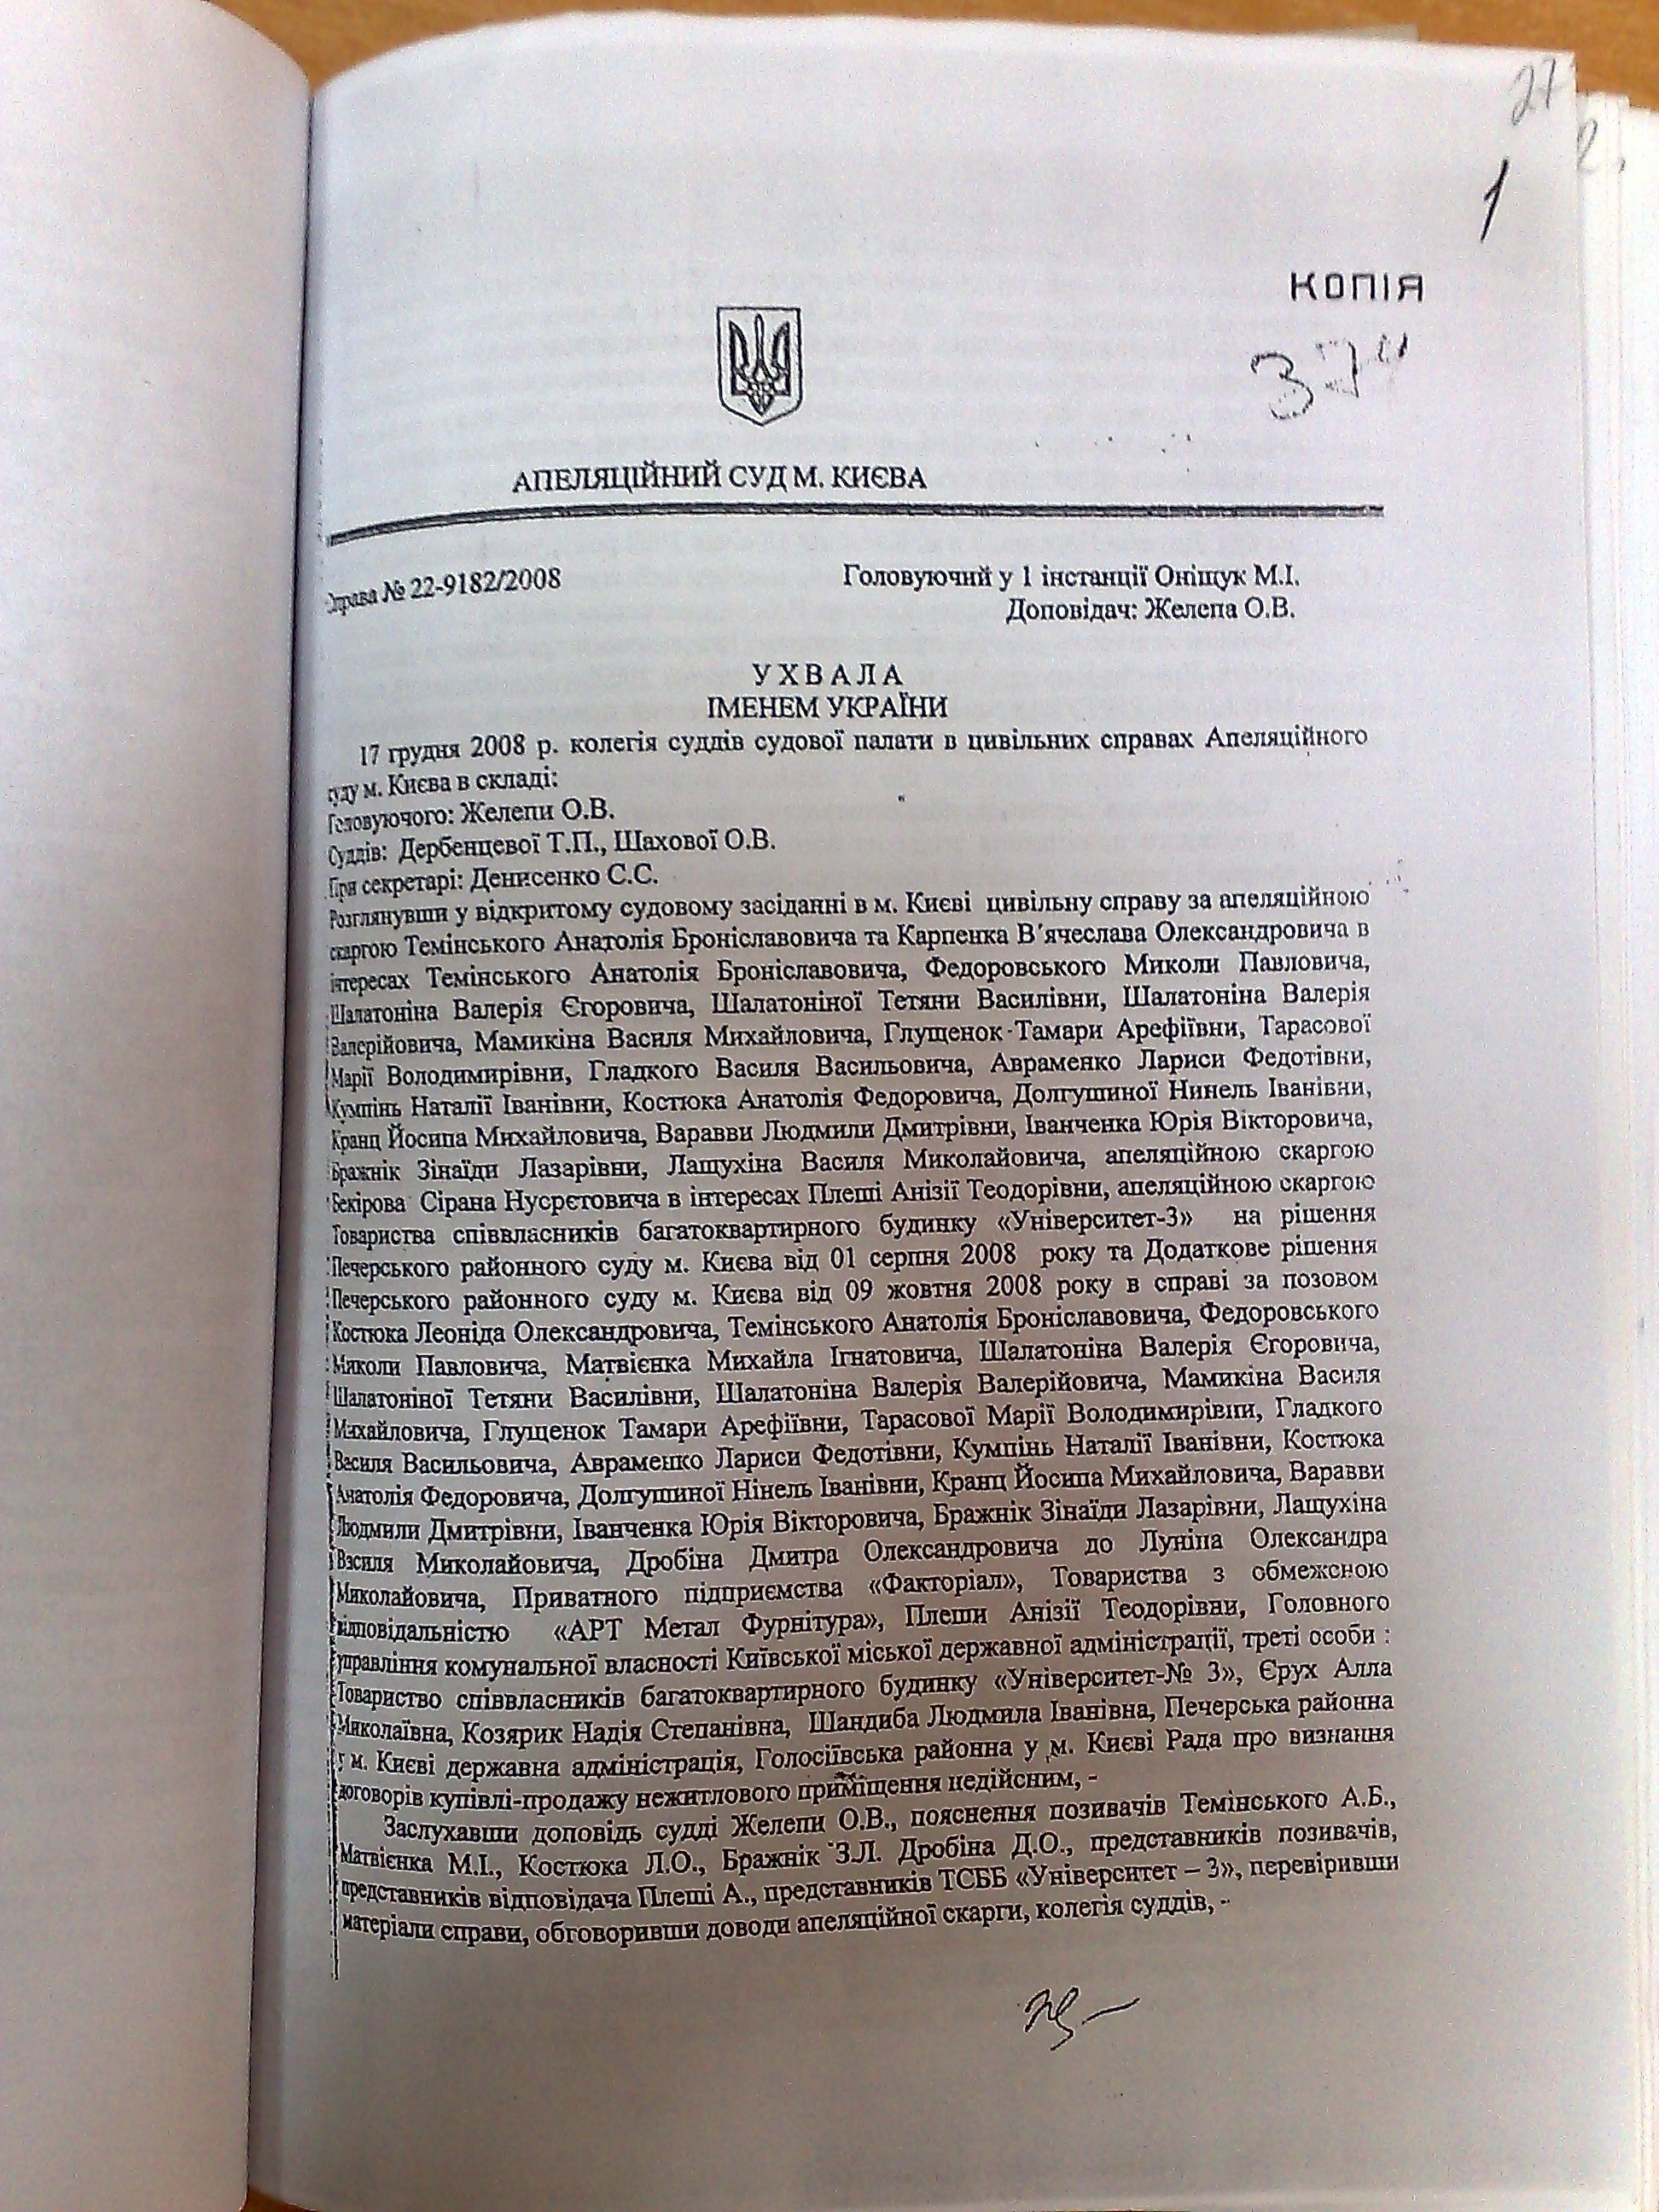 27
1
КОПІЯ
АПЕЛЯЦІЙНИЙ СУД М. КИЄВА
Справа № 22-9182/2008
Головуючий у 1 інстанції Оніщук М.І.
Доповідач: Желепа О.В.
У Х В А Л А
ІМЕНЕМ УКРАЇНИ
17 грудня 2008 р. колегія суддів судової палати в цивільних справах Апеляційного
суду м. Києва в складі:
Головуючого: Желепи О.В.
Суддів: Дербенцевої Т.П., Шахової О.В.
При секретарі: Денисенко С.С.
Розглянувши у відкритому судовому засіданні в м. Києві цивільну справу за апеляційною
скаргою Темінського Анатолія Броніславовича та Карпенка В'ячеслава Олександровича в
інтересах Темінського Анатолія Броніславовича, Федоровського Миколи Павловича,
Шалатоніна Валерія Єгоровича, Шалатоніної Тетяни Василівни, Шалатоніна Валерія
Валерійовича, Мамикіна Василя Михайловича, Глущенок Тамари Арефіївни, Тарасової
Марії Володимирівни, Гладкого Василя Васильовича, Авраменко Лариси Федотівни,
Кумпінь Наталії Іванівни, Костюка Анатолія Федоровича, Долгушиної Нинель Іванівни,
Кранц Йосипа Михайловича, Варавви Людмили Дмитрівни, Іванченка Юрія Вікторовича,
Бражнік Зінаїди Лазарівни, Лащухіна Василя Миколайовича, апеляційною скаргою
Бекірова Сірана Нусрєтовича в інтересах Плеші Анізії Теодорівни, апеляційною скаргою
Товариства співвласників багатоквартирного будинку «Університет-3» на рішення
Печерського районного суду м. Києва від 01 серпня 2008 року та Додаткове рішення
Печерського районного суду м. Києва від 09 жовтня 2008 року в справі за позовом
Костюка Леоніда Олександровича, Темінського Анатолія Броніславовича, Федоровського
Миколи Павловича, Матвієнка Михайла Ігнатовича, Шалатоніна Валерія Єгоровича,
Шалатоніної Тетяни Василівни, Шалатоніна Валерія Валерійовича, Мамикіна Василя
Михайловича, Глущенок Тамари Арефіївни, Тарасової Марії Володимирівни, Гладкого
Василя Васильовича, Авраменко Лариси Федотівни, Кумпінь Наталії Іванівни, Костюка
Анатолія Федоровича, Долгушиної Нінель Іванівни, Кранц Йосипа Михайловича, Варавви
Людмили Дмитрівни, Іванченка Юрія Вікторовича, Бражнік Зінаїди Лазарівни, Лащухіна
Василя Миколайовича, Дробіна Дмитра Олександровича до Луніпа Олександра
Миколайовича, Приватного підприємства «Факторіал», Товариства з обмеженою
відповідальністю «АРТ Метал Фурнітура», Плеши Анізії Теодорівни, Головного
управління комунальної власності Київської міської державної адміністрації, треті особи :
Товариство співвласників багатоквартирного будинку «Університет-№ 3», Єрух Алла
Миколаївна, Козярик Надія Степанівна, Шандиба Людмила Іванівна, Печерська районна
у м. Києві державна адміністрація, Голосіївська районна у м. Києві Рада про визнання
договорів купівлі-продажу нежитлового приміщення недійсним, -
Заслухавши доповідь судді Желепи О.В., пояснення позивачів Темінського А.Б.,
Матвієнка М.І., Костюка Л.О., Бражнік З.Л. Дробіна Д.О., представників позивачів,
представників відповідача Плеші А., представників ТСББ «Університет – 3», перевіривши
матеріали справи, обговоривши доводи апеляційної скарги, колегія суддів, -